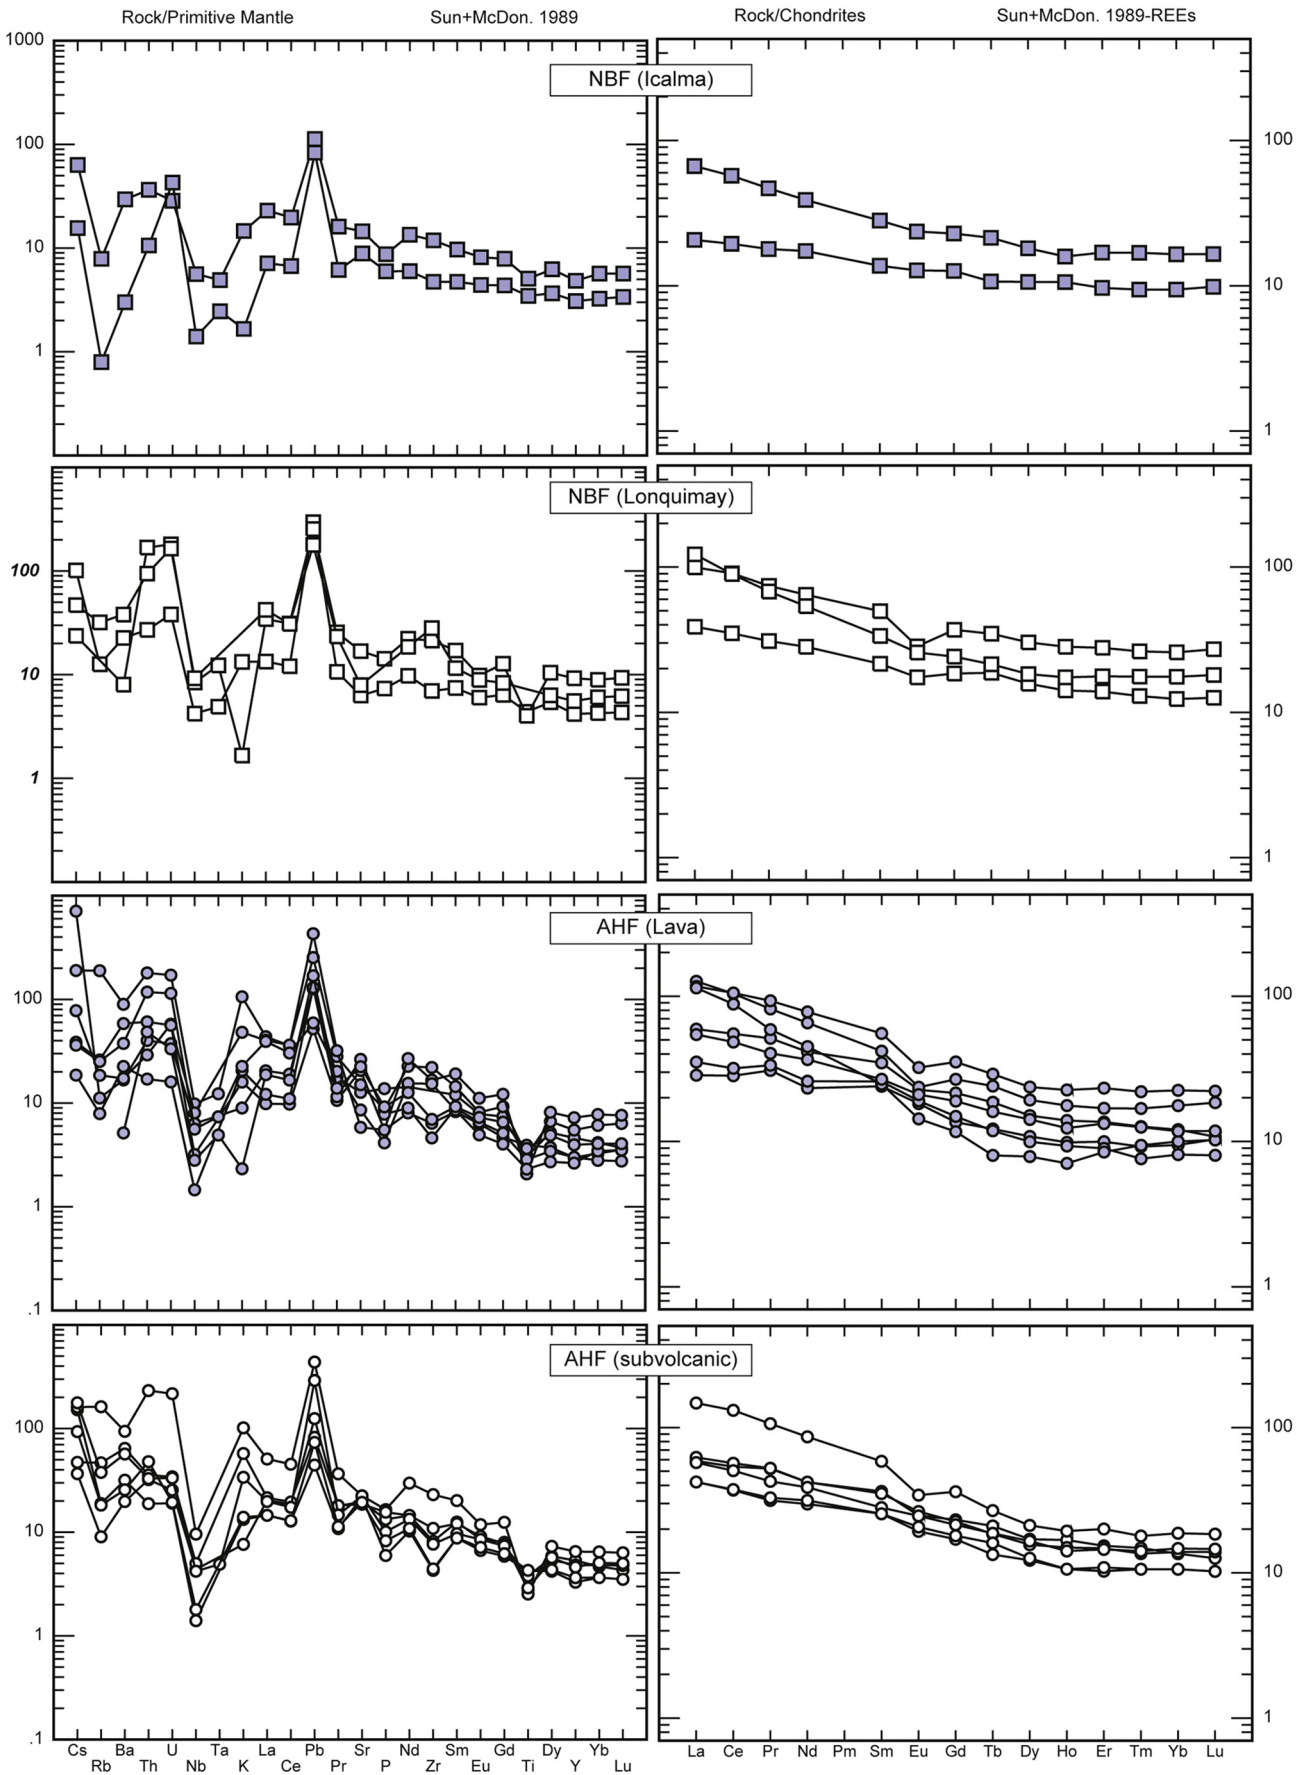 Rock/Primitive Mantle Sun+McDon. 1989 Rock/Chondrites Sun+McDon. 1989-REEs
1000
NBF (Icalma)
100 100
10 10
1 1
NBF (Lonquimay)
100 100
10 10
1 1
AHF (Lava)
100 100
10 10
1 1
.1
AHF (subvolcanic)
100 100
10 10
1 1
.1
Cs Ba U Ta La Pb Sr Nd Sm Gd Dy Yb La Ce Pr Nd Pm Sm Eu Gd Tb Dy Ho Er Tm Yb Lu
Rb Th Nb K Ce Pr P Zr Eu Ti Y Lu